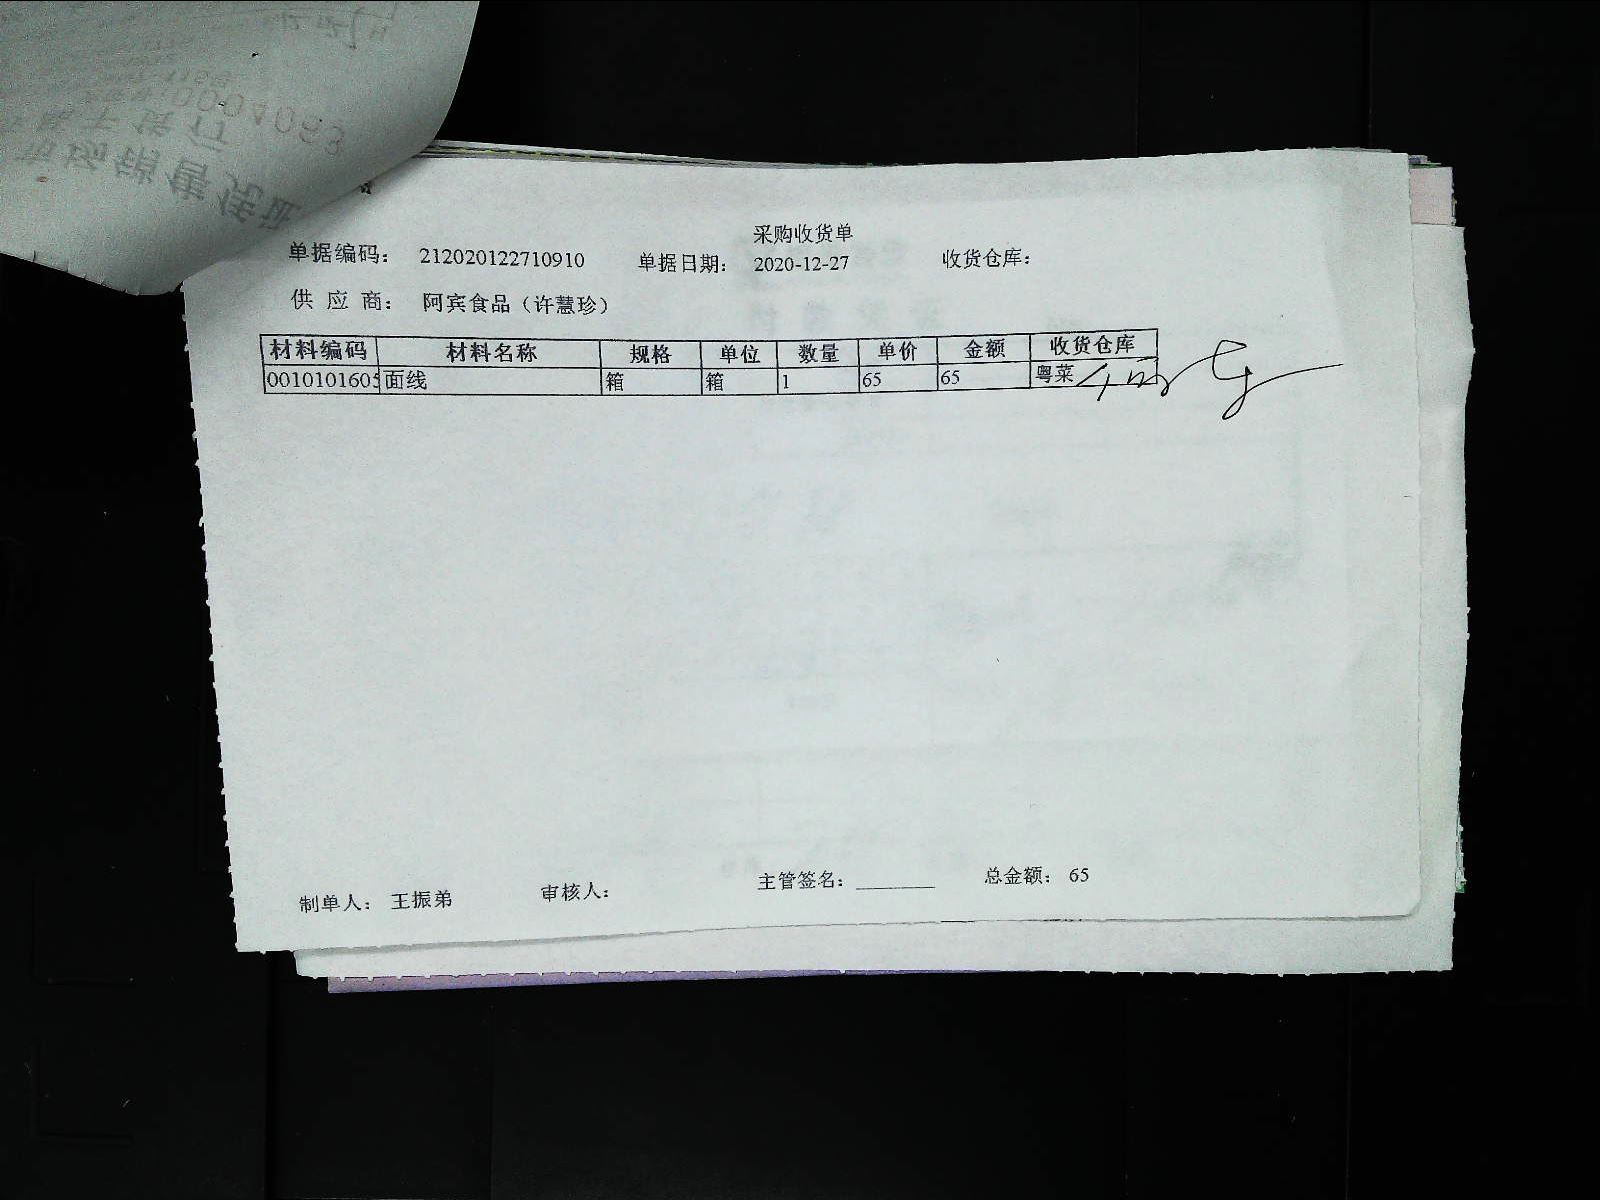 采购收货单
单据编码： 212020122710910 单据日期： 2020-12-27 收货仓库：
供 应 商： 阿宾食品（许慧珍）
材料编码 材料名称 规格 单位 数量 单价 金额 收货仓库
0010101605 面线 箱 箱 1 65 65 粤菜
制单人： 王振弟 审核人： 主管签名：________ 总金额： 65